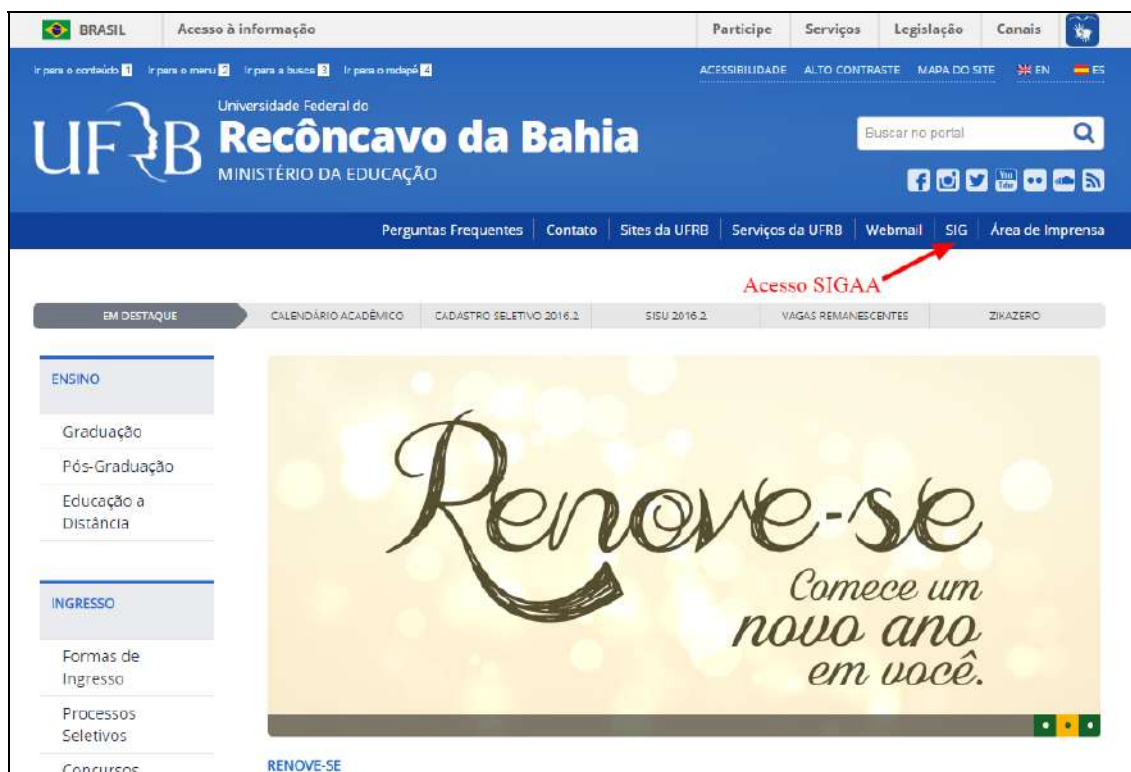 BRASIL Acesso à informação Participe Serviços Legislação Canais
Ir para o conteúdo 1 Ir para o menu 2 Ir para a busca 3 Ir para o rodapé 4 ACESSIBILIDADE ALTO CONTRASTE MAPA DO SITE EN ES
Universidade Federal do
UFRB Recôncavo da Bahia
MINISTÉRIO DA EDUCAÇÃO
Buscar no portal
You Tube
Perguntas Frequentes Contato Sites da UFRB Serviços da UFRB Webmail SIG Área de Imprensa
Acesso SIGAA
EM DESTAQUE CALENDÁRIO ACADÊMICO CADASTRO SELETIVO 2016.2 SISU 2016.2 VAGAS REMANESCENTES ZIKAZERO
ENSINO
Graduação
Pós-Graduação
Educação a
Distância
INGRESSO
Formas de
Ingresso
Processos
Seletivos
Concursos
Renove-se
Comece um
novo ano
em você.
RENOVE-SE